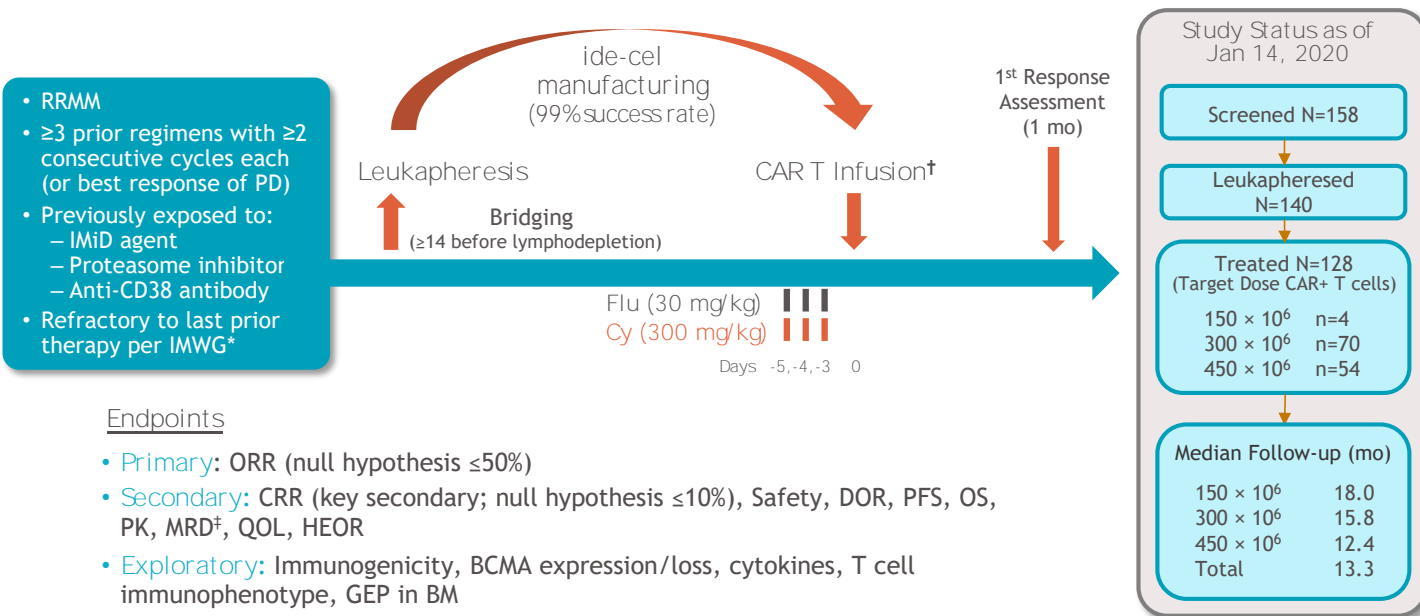 • RRMM
• ≥3 prior regimens with ≥2
consecutive cycles each
(or best response of PD)
• Previously exposed to:
– IMiD agent
– Proteasome inhibitor
– Anti-CD38 antibody
• Refractory to last prior
therapy per IMWG*
ide-cel
manufacturing
(99% success rate)
Leukapheresis
CAR T Infusion†
1st Response
Assessment
(1 mo)
Bridging
(≥14 before lymphodepletion)
Flu (30 mg/kg)
Cy (300 mg/kg)
Days -5,-4,-3 0
Endpoints
• Primary: ORR (null hypothesis ≤50%)
• Secondary: CRR (key secondary; null hypothesis ≤10%), Safety, DOR, PFS, OS,
PK, MRD‡, QOL, HEOR
• Exploratory: Immunogenicity, BCMA expression/loss, cytokines, T cell
immunophenotype, GEP in BM
Study Status as of
Jan 14, 2020
Screened N=158
Leukapheresed
N=140
Treated N=128
(Target Dose CAR+ T cells)
150 × 10⁶ n=4
300 × 10⁶ n=70
450 × 10⁶ n=54
Median Follow-up (mo)
150 × 10⁶ 18.0
300 × 10⁶ 15.8
450 × 10⁶ 12.4
Total 13.3